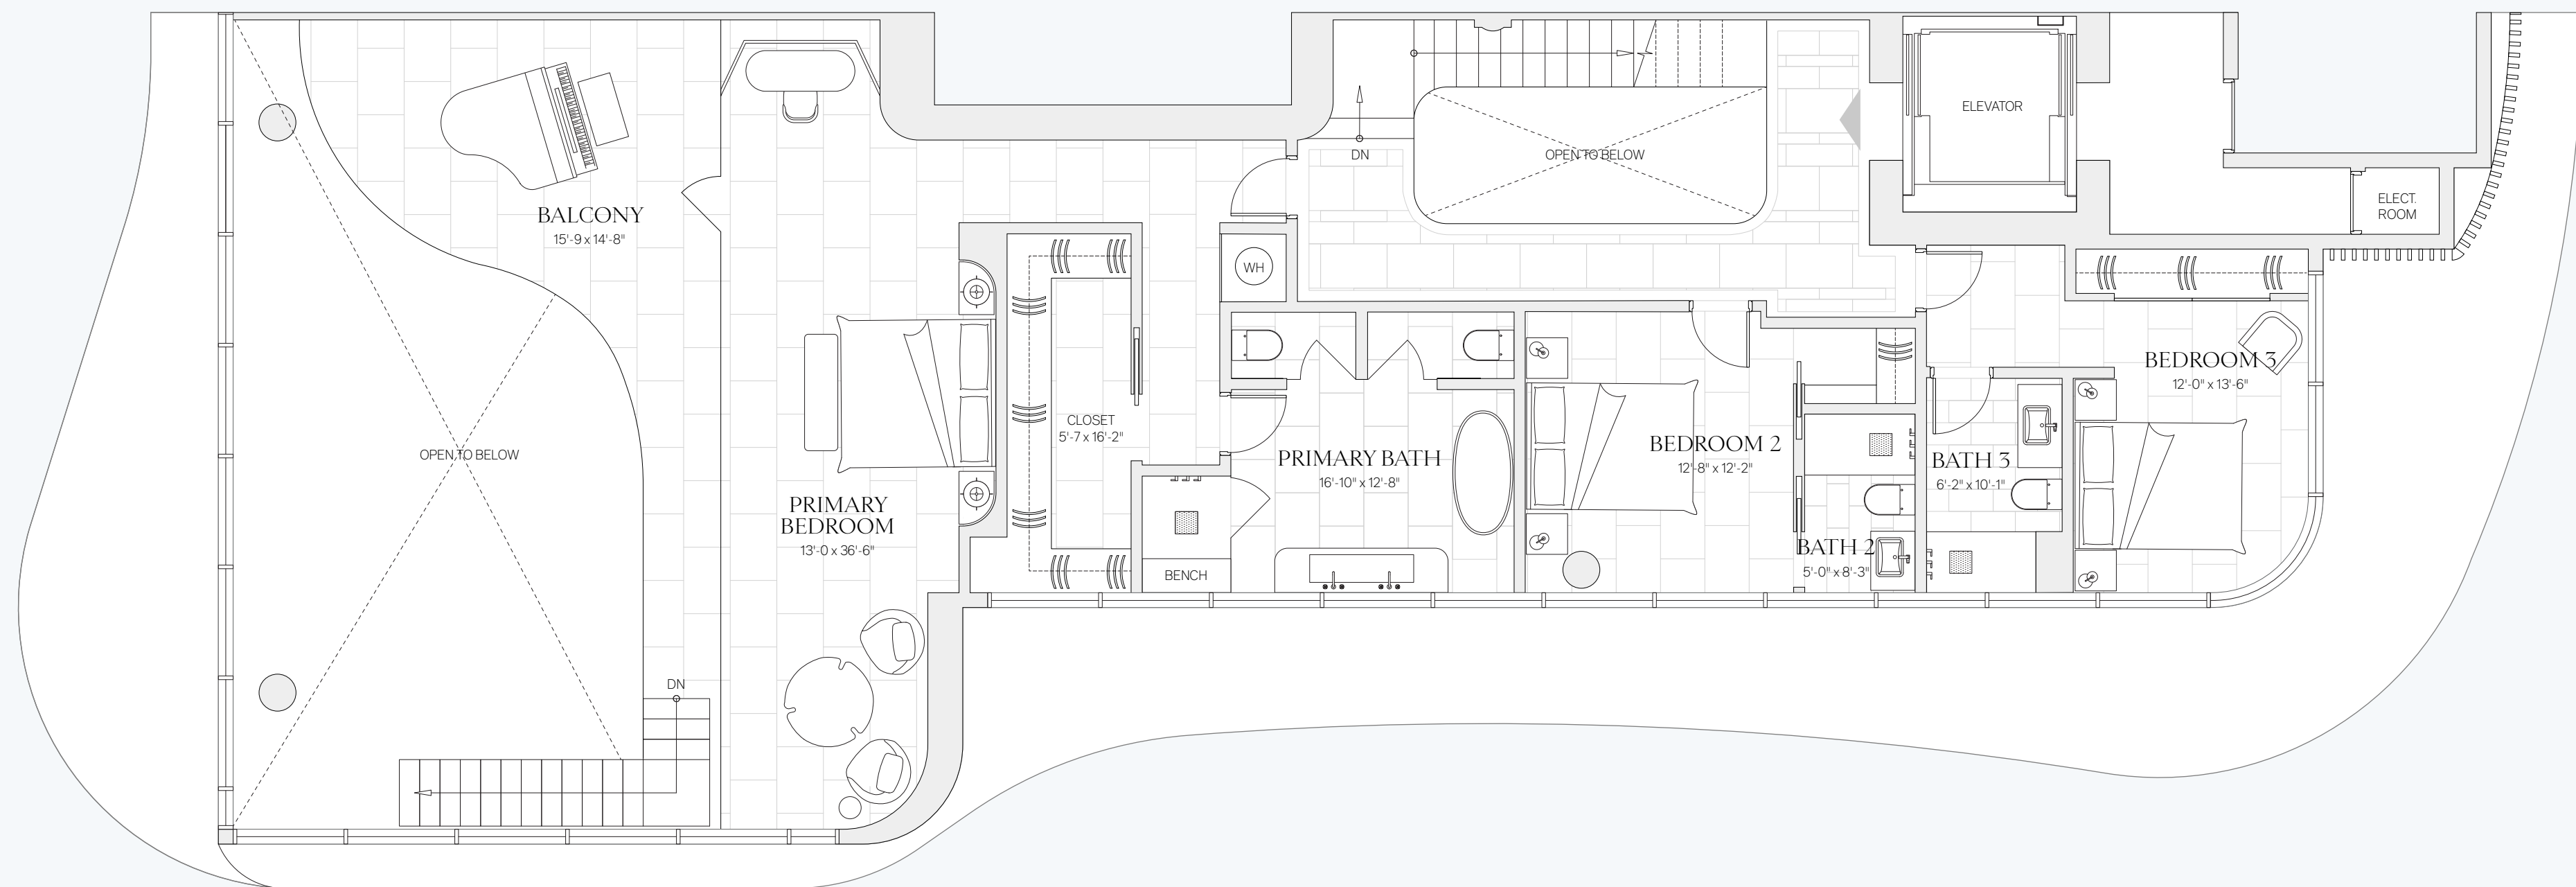 BALCONY
15'-9 x 14'-8"
OPEN TO BELOW
DN
PRIMARY
BEDROOM
13'-0 x 36'-6"
CLOSET
5'-7 x 16'-2"
WH
DN
OPEN TO BELOW
ELEVATOR
ELECT.
ROOM
PRIMARY BATH
16'-10" x 12'-8"
BENCH
BEDROOM 2
12'-8" x 12'-2"
BATH 2
5'-0" x 8'-3"
BATH 3
6'-2" x 10'-1"
BEDROOM 3
12'-0" x 13'-6"